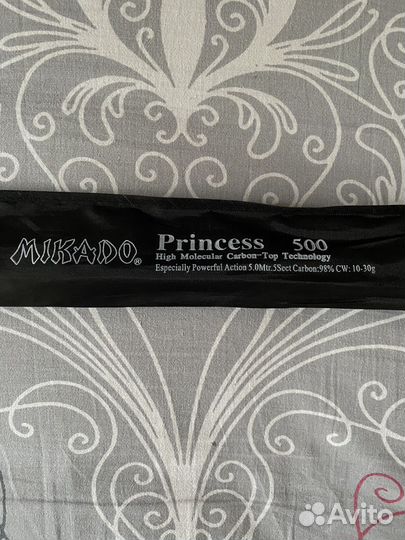 MIKADO® Princess 500
High Molecular Carbon-Top Technology
Especially Powerful Action 5.0Mtr.5Sect Carbon:98% CW: 10-30g
Avito